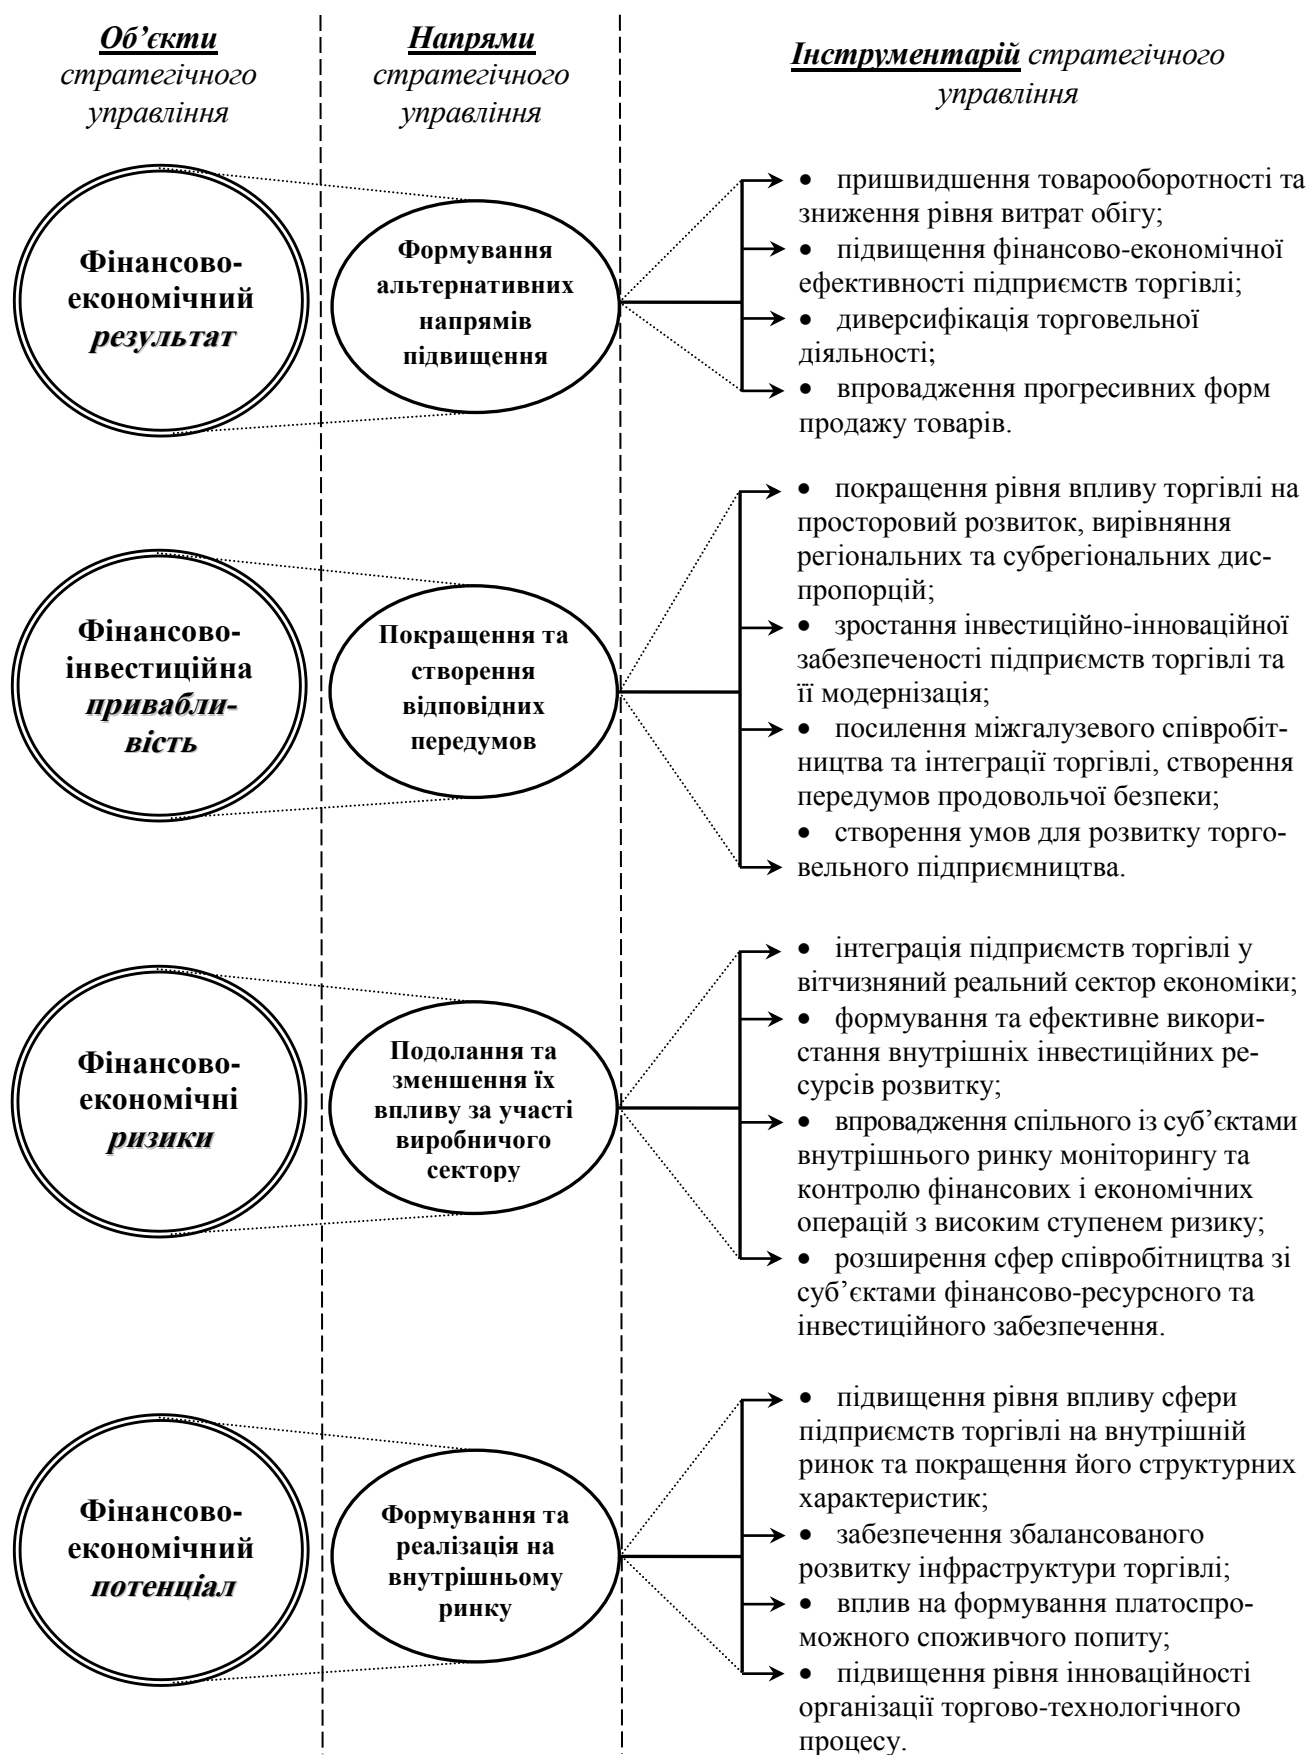 Об’єкти
стратегічного
управління
Напрями
стратегічного
управління
Інструментарій стратегічного
управління
Фінансово-
економічний
результат
Формування
альтернативних
напрямів
підвищення
• пришвидшення товарооборотності та
зниження рівня витрат обігу;
• підвищення фінансово-економічної
ефективності підприємств торгівлі;
• диверсифікація торговельної
діяльності;
• впровадження прогресивних форм
продажу товарів.
Фінансово-
інвестиційна
привабли-
вість
Покращення та
створення
відповідних
передумов
• покращення рівня впливу торгівлі на
просторовий розвиток, вирівняння
регіональних та субрегіональних дис-
пропорцій;
• зростання інвестиційно-інноваційної
забезпеченості підприємств торгівлі та
її модернізація;
• посилення міжгалузевого співробіт-
ництва та інтеграції торгівлі, створення
передумов продовольчої безпеки;
• створення умов для розвитку торго-
вельного підприємництва.
Фінансово-
економічні
ризики
Подолання та
зменшення їх
впливу за участі
виробничого
сектору
• інтеграція підприємств торгівлі у
вітчизняний реальний сектор економіки;
• формування та ефективне викори-
стання внутрішніх інвестиційних ре-
сурсів розвитку;
• впровадження спільного із суб’єктами
внутрішнього ринку моніторингу та
контролю фінансових і економічних
операцій з високим ступенем ризику;
• розширення сфер співробітництва зі
суб’єктами фінансово-ресурсного та
інвестиційного забезпечення.
Фінансово-
економічний
потенціал
Формування та
реалізація на
внутрішньому
ринку
• підвищення рівня впливу сфери
підприємств торгівлі на внутрішній
ринок та покращення його структурних
характеристик;
• забезпечення збалансованого
розвитку інфраструктури торгівлі;
• вплив на формування платоспро-
можного споживчого попиту;
• підвищення рівня інноваційності
організації торгово-технологічного
процесу.